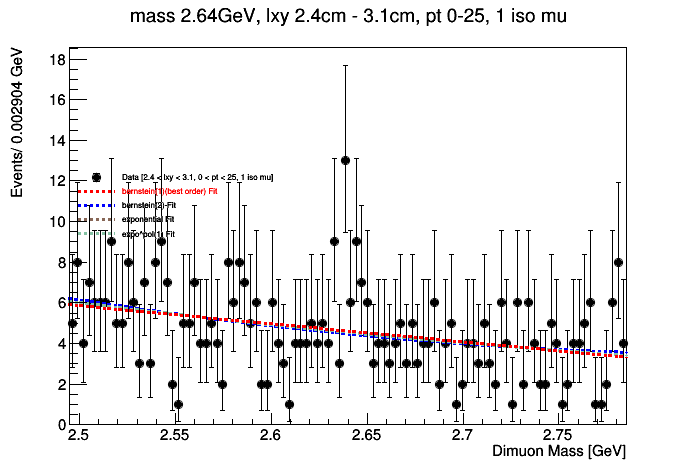 mass 2.64GeV, lxy 2.4cm - 3.1cm, pt 0-25, 1 iso mu
Events/ 0.002904 GeV
18
16
14
12
10
8
6
4
2
0
Data [2.4 < lxy < 3.1, 0 < pt < 25, 1 iso mu]
bernstein(1)(best order) Fit
bernstein(2) Fit
exponential Fit
expo*pol(1) Fit
2.5
2.55
2.6
2.65
2.7
2.75
Dimuon Mass [GeV]